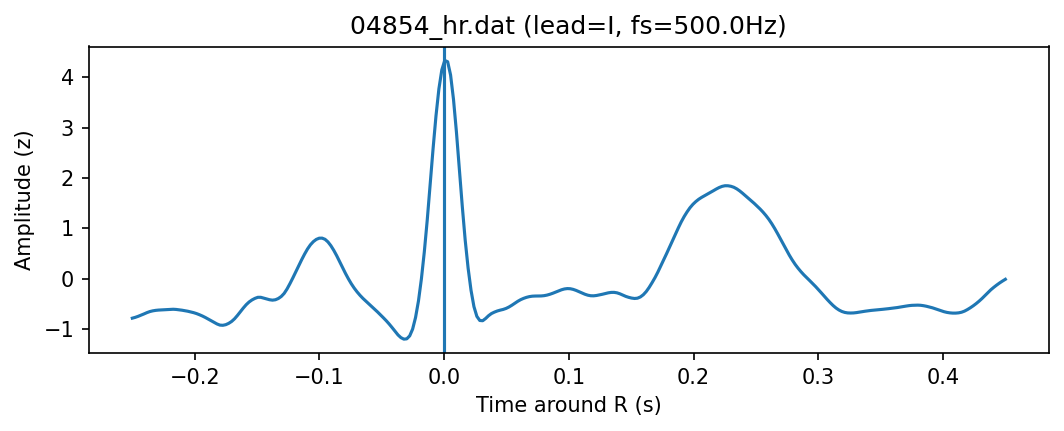 04854_hr.dat (lead=I, fs=500.0Hz)
Amplitude (z)
4
3
2
1
0
−1
−0.2 −0.1 0.0 0.1 0.2 0.3 0.4
Time around R (s)